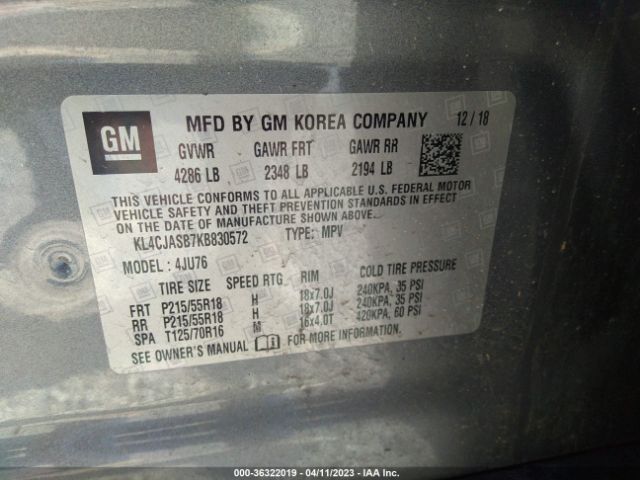 GM MFD BY GM KOREA COMPANY 12/18
GVWR GAWR FRT GAWR RR
4286 LB 2348 LB 2194 LB
THIS VEHICLE CONFORMS TO ALL APPLICABLE U.S. FEDERAL MOTOR
VEHICLE SAFETY AND THEFT PREVENTION STANDARDS IN EFFECT
ON THE DATE OF MANUFACTURE SHOWN ABOVE.
KL4CJASB7KB830572 TYPE: MPV
MODEL: 4JU76
TIRE SIZE SPEED RTG RIM COLD TIRE PRESSURE
FRT P215/55R18 H 18x7.0J 240KPA, 35 PSI
RR P215/55R18 H 18x7.0J 240KPA, 35 PSI
SPA T125/70R16 M 16x4.0T 420KPA, 60 PSI
SEE OWNER'S MANUAL FOR MORE INFORMATION.
000-36322019 - 04/11/2023 - IAA Inc.